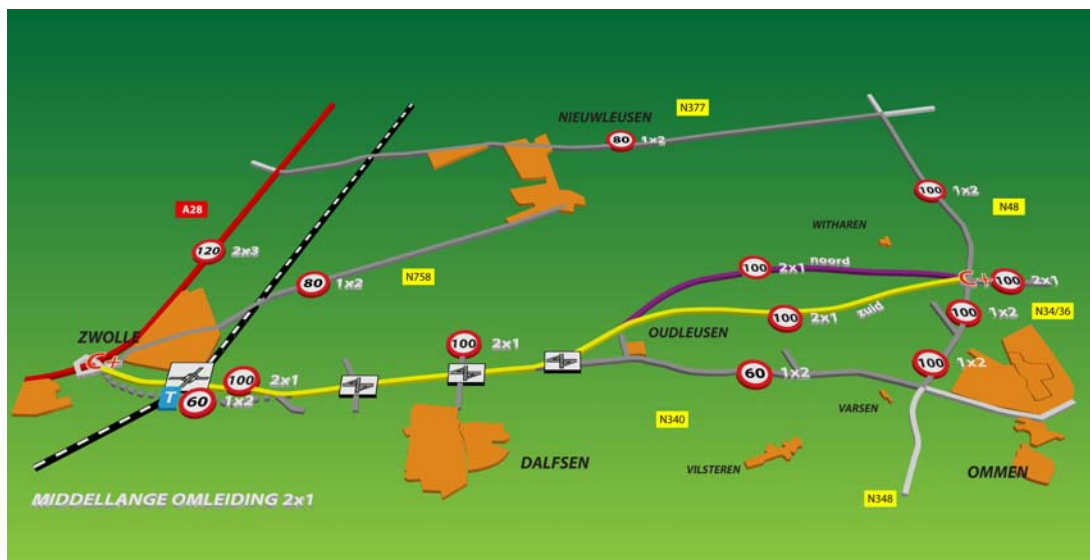 NIEUWLEUSEN
N377
80 1x2
A28
100 1x2
N48
WITHAREN
120 2x3
N758
80 1x2
100 2x1 noord
C+ 100 2x1
100 2x1 zuid
100 1x2
N34/36
ZWOLLE
C+
OUDLEUSEN
100 2x1
100 2x1
T 60 1x2
60 1x2
100 1x2
VARSEN
N340
DALFSEN
VILSTEREN
OMMEN
N348
MIDDELLANGE OMLEIDING 2x1